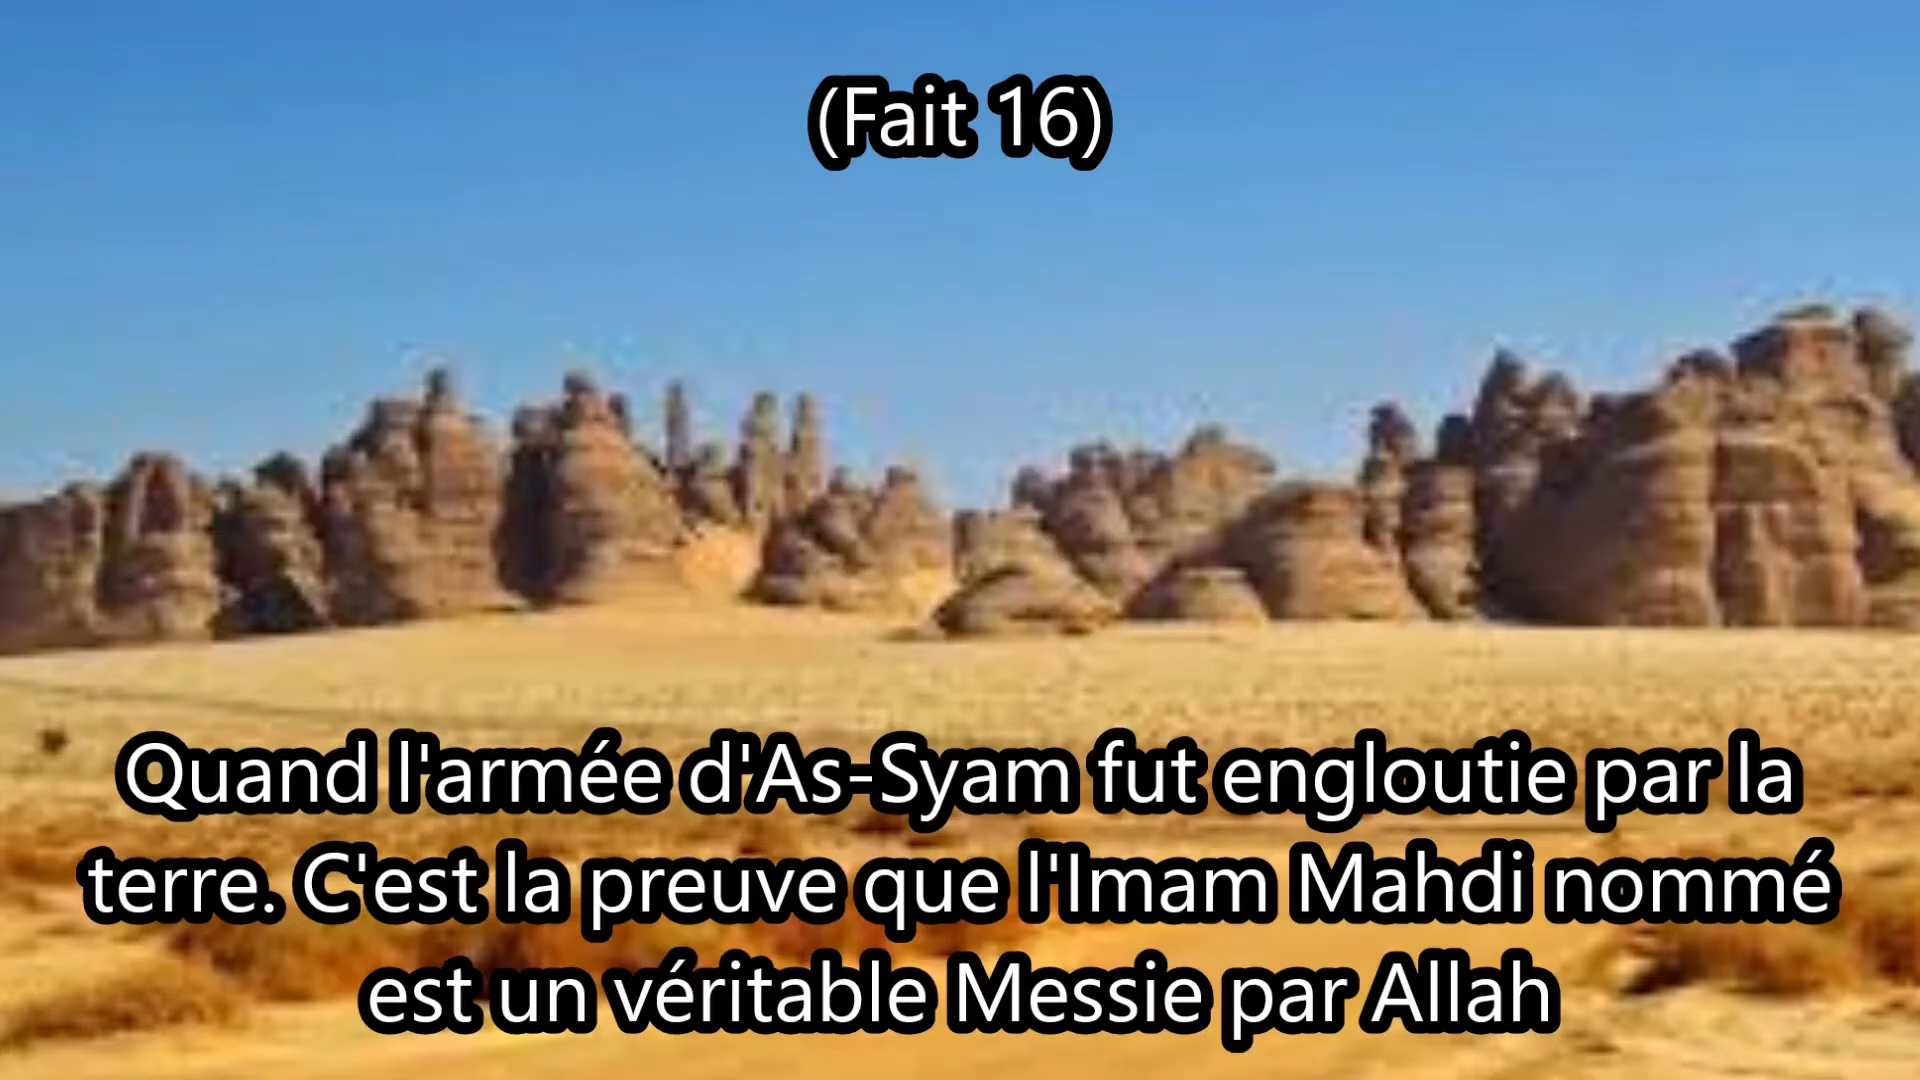 (Fait 16)
Quand l'armée d'As-Syam fut engloutie par la
terre. C'est la preuve que l'Imam Mahdi nommé
est un véritable Messie par Allah